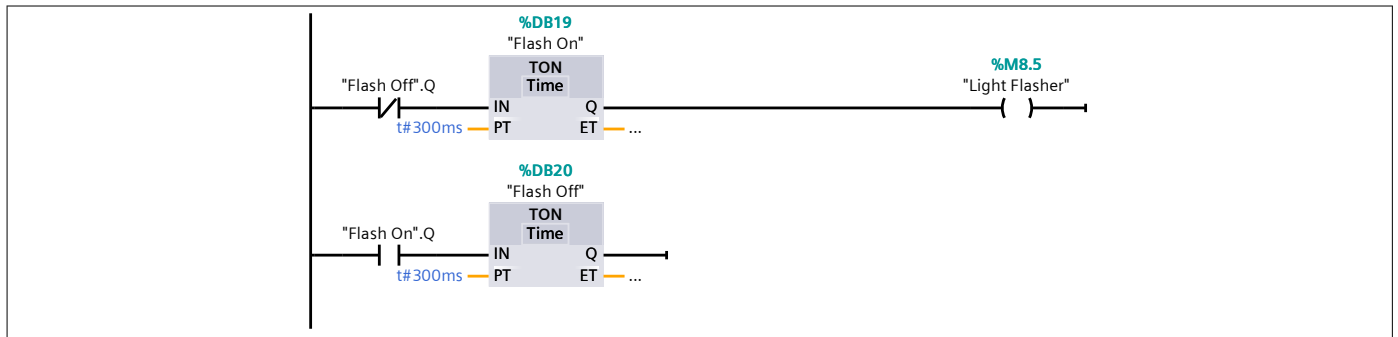 %DB19
"Flash On"
TON
Time
%M8.5
"Light Flasher"
"Flash Off".Q
IN Q
t#300ms PT ET ...
%DB20
"Flash Off"
TON
Time
"Flash On".Q
IN Q
t#300ms PT ET ...